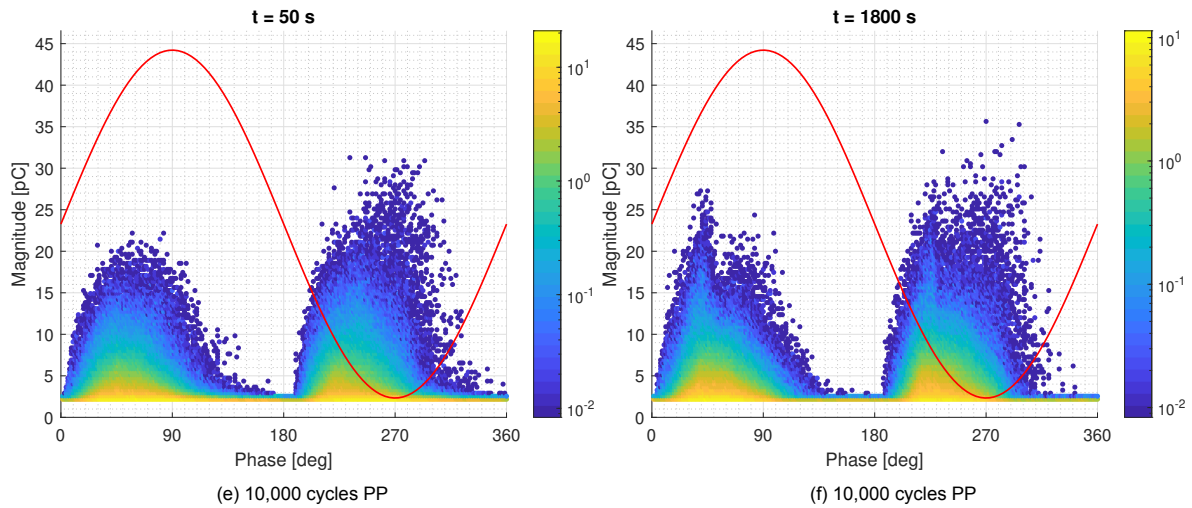 t = 50 s
t = 1800 s
Magnitude [pC]
45
40
35
30
25
20
15
10
5
0
0 90 180 270 360
Phase [deg]
10^1
10^0
10^-1
10^-2
Magnitude [pC]
45
40
35
30
25
20
15
10
5
0
0 90 180 270 360
Phase [deg]
10^1
10^0
10^-1
10^-2
(e) 10,000 cycles PP
(f) 10,000 cycles PP